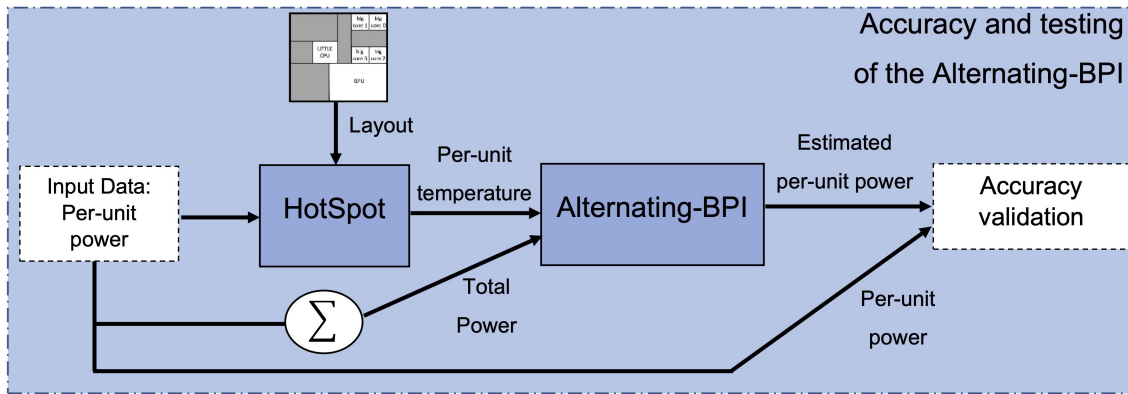 Accuracy and testing
of the Alternating-BPI
big
core 1
big
core 0
LITTLE
CPU
big
core 3
big
core 2
GPU
Layout
Input Data:
Per-unit
power
HotSpot
Per-unit
temperature
Alternating-BPI
Estimated
per-unit power
Accuracy
validation
∑
Total
Power
Per-unit
power